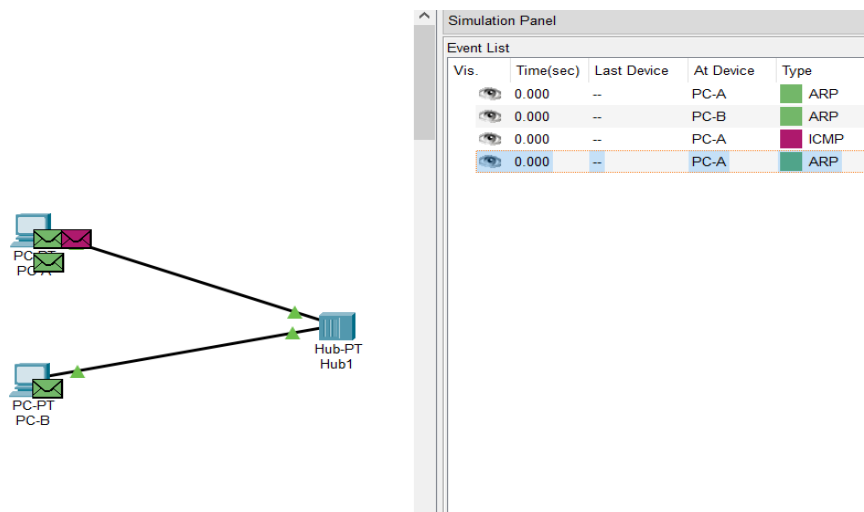 Simulation Panel
Event List
Vis. Time(sec) Last Device At Device Type
0.000 -- PC-A ARP
0.000 -- PC-B ARP
0.000 -- PC-A ICMP
0.000 -- PC-A ARP
PC-PT
PC-A
Hub-PT
Hub1
PC-PT
PC-B